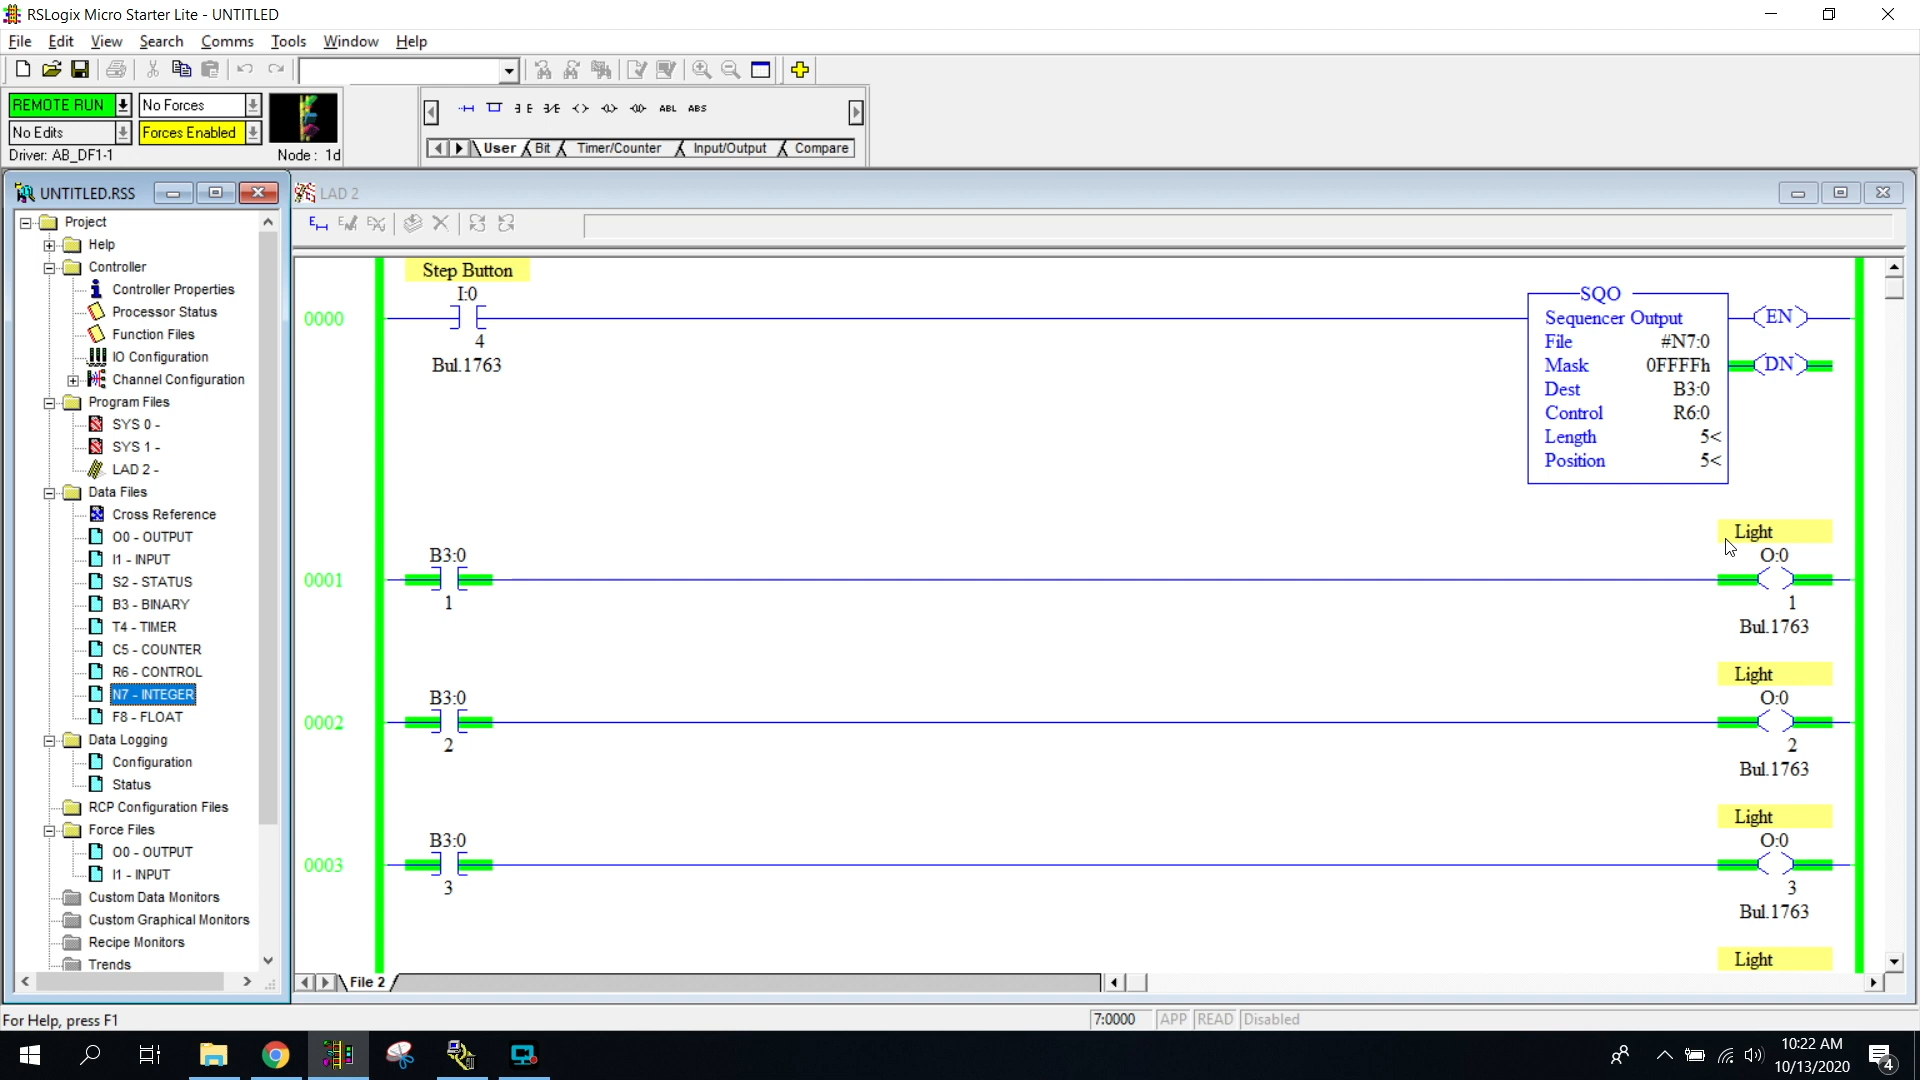 RSLogix Micro Starter Lite - UNTITLED
File Edit View Search Comms Tools Window Help
REMOTE RUN No Forces
No Edits Forces Enabled
Driver: AB_DF1-1 Node : 1d
ABL ABS
User Bit Timer/Counter Input/Output Compare
UNTITLED.RSS
Project
Help
Controller
Controller Properties
Processor Status
Function Files
IO Configuration
Channel Configuration
Program Files
SYS 0 -
SYS 1 -
LAD 2 -
Data Files
Cross Reference
O0 - OUTPUT
I1 - INPUT
S2 - STATUS
B3 - BINARY
T4 - TIMER
C5 - COUNTER
R6 - CONTROL
N7 - INTEGER
F8 - FLOAT
Data Logging
Configuration
Status
RCP Configuration Files
Force Files
O0 - OUTPUT
I1 - INPUT
Custom Data Monitors
Custom Graphical Monitors
Recipe Monitors
Trends
LAD 2
Step Button
I:0
0000
4
Bul.1763
SQO
Sequencer Output
File #N7:0
Mask 0FFFFh
Dest B3:0
Control R6:0
Length 5<
Position 5<
EN
DN
Light
B3:0 O:0
0001
1 1
Bul.1763
Light
B3:0 O:0
0002
2 2
Bul.1763
Light
B3:0 O:0
0003
3 3
Bul.1763
Light
File 2
For Help, press F1
7:0000 APP READ Disabled
10:22 AM
10/13/2020
4